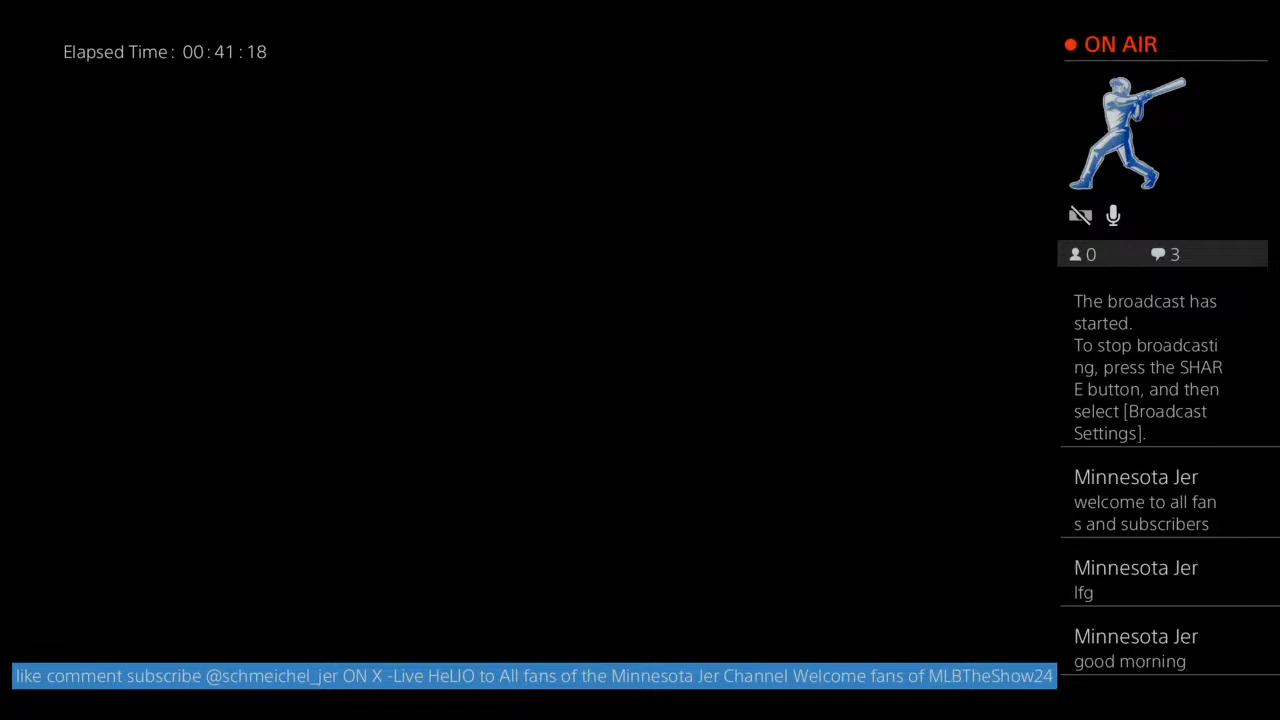 Elapsed Time: 00:41:18
ON AIR
0 3
The broadcast has
started.
To stop broadcasti
ng, press the SHAR
E button, and then
select [Broadcast
Settings].
Minnesota Jer
welcome to all fan
s and subscribers
Minnesota Jer
lfg
Minnesota Jer
good morning
like comment subscribe @schmeichel_jer ON X -Live HeLIO to All fans of the Minnesota Jer Channel Welcome fans of MLBTheShow24